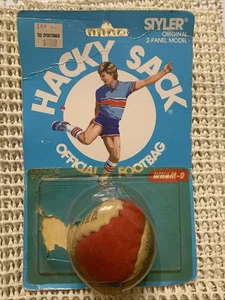 THE SPORTSMAN
STYLER
ORIGINAL
2-PANEL MODEL
HACKY SACK
OFFICIAL FOOTBAG
WHAM-O